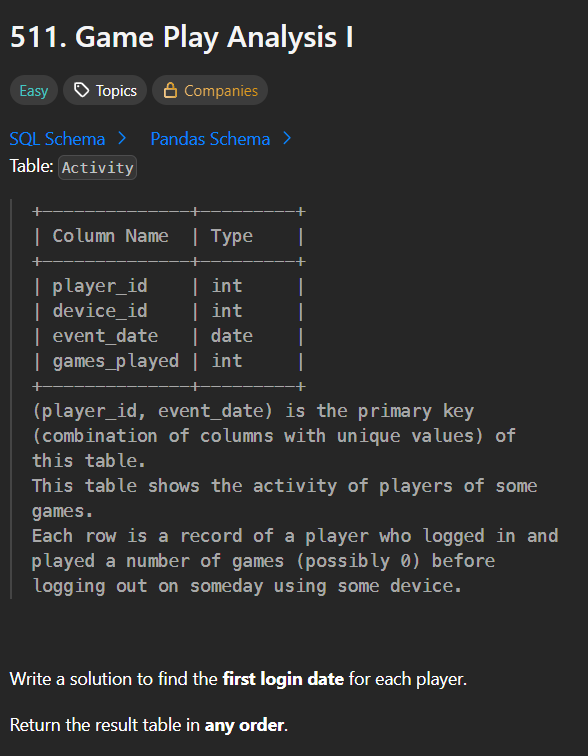 511. Game Play Analysis I
Easy Topics Companies
SQL Schema > Pandas Schema >
Table: Activity
+--------------+---------+
| Column Name | Type |
+--------------+---------+
| player_id | int |
| device_id | int |
| event_date | date |
| games_played | int |
+--------------+---------+
(player_id, event_date) is the primary key
(combination of columns with unique values) of
this table.
This table shows the activity of players of some
games.
Each row is a record of a player who logged in and
played a number of games (possibly 0) before
logging out on someday using some device.
Write a solution to find the first login date for each player.
Return the result table in any order.